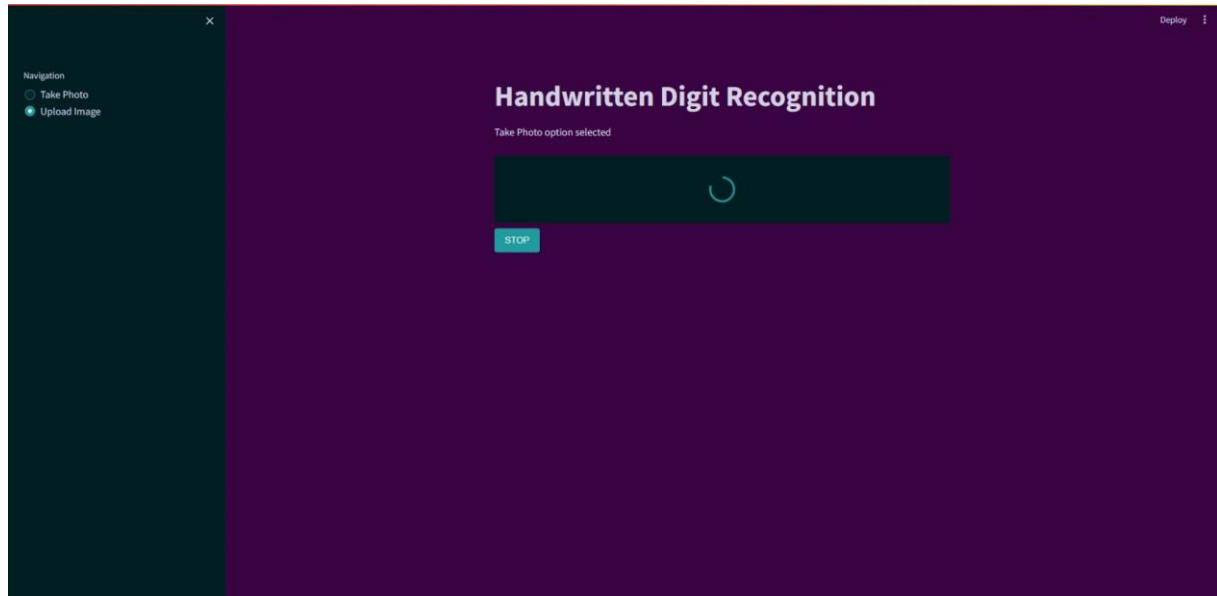 Deploy
Navigation
Take Photo
Upload Image
Handwritten Digit Recognition
Take Photo option selected
STOP